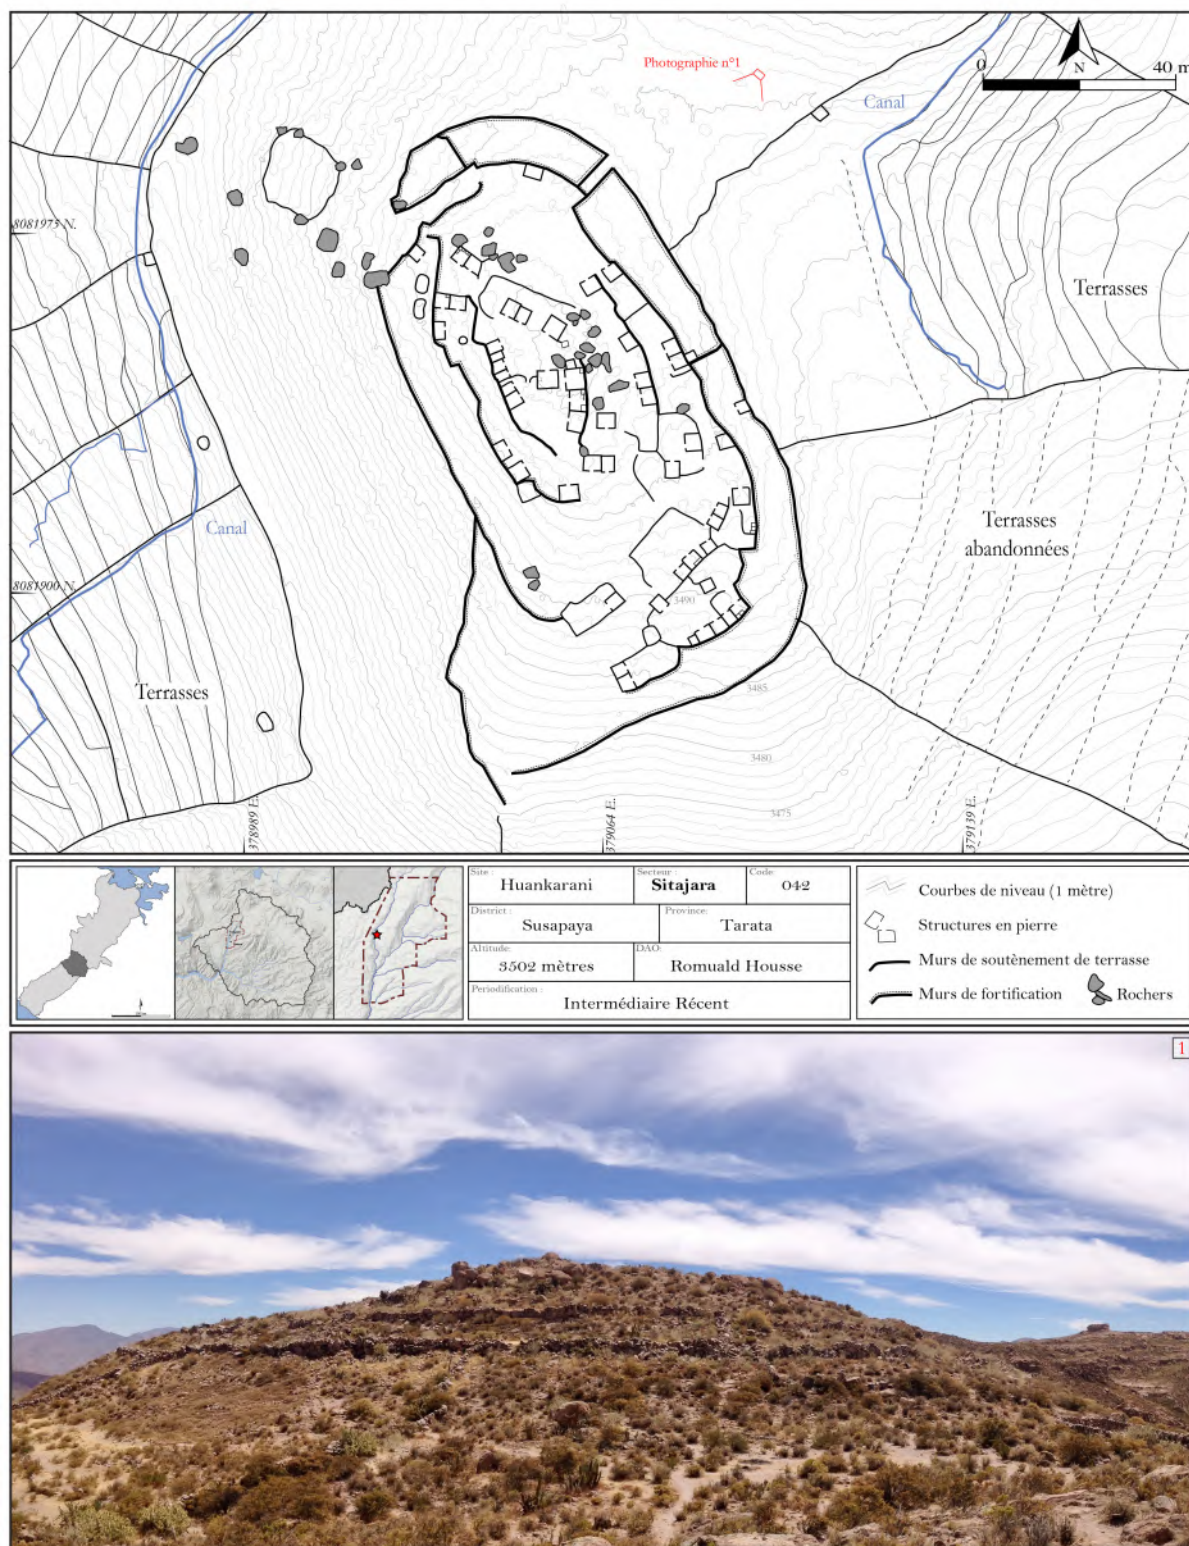 Photographie n°1
0
N
40 m
Canal
8081975 N.
Terrasses
Terrasses
abandonnées
Canal
8081900 N.
3490
Terrasses
3485
3480
3475
378989 E.
379064 E.
379139 E.
Site :
Huankarani
Secteur :
Sitajara
Code:
042
District :
Susapaya
Province:
Tarata
Altitude:
3502 mètres
DAO:
Romuald Housse
Periodification :
Intermédiaire Récent
Courbes de niveau (1 mètre)
Structures en pierre
Murs de soutènement de terrasse
Murs de fortification
Rochers
1